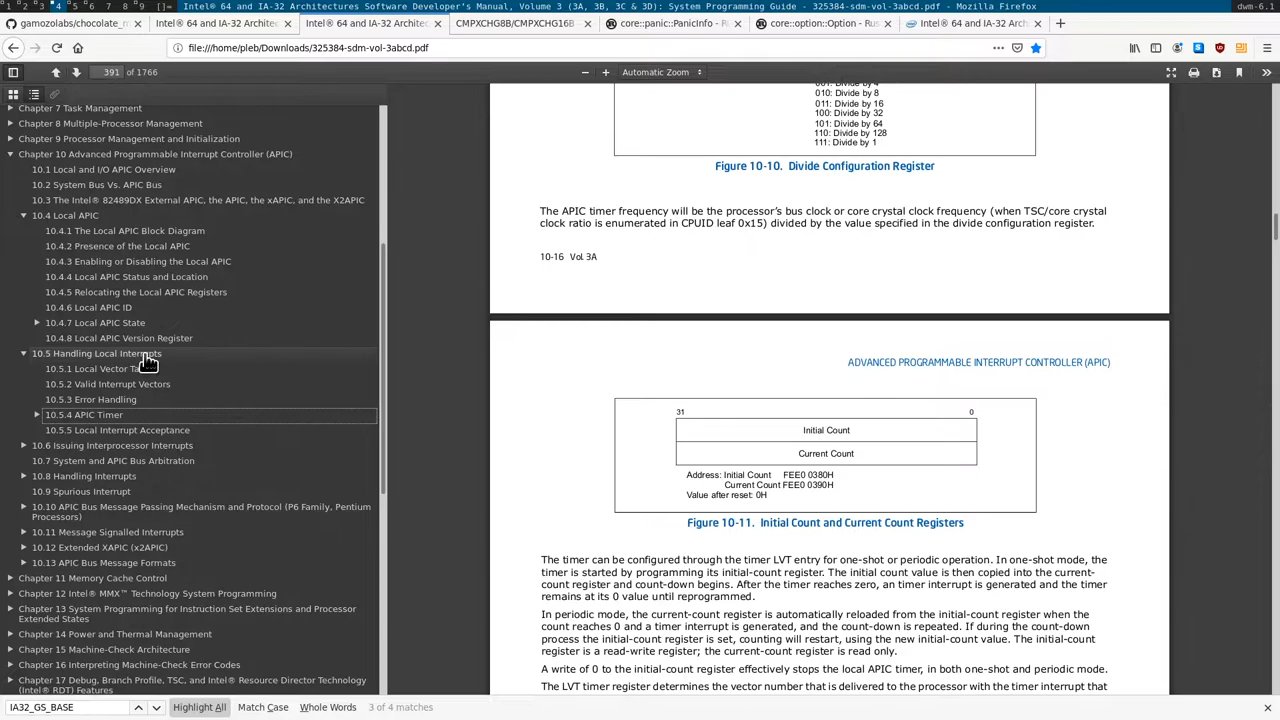 1 2 3 4 5 6 7 8 9 []= Intel® 64 and IA-32 Architectures Software Developer's Manual, Volume 3 (3A, 3B, 3C & 3D): System Programming Guide - 325384-sdm-vol-3abcd.pdf - Mozilla Firefox dwm-6.1
gamozolabs/chocolate_m Intel® 64 and IA-32 Architec Intel® 64 and IA-32 Architec CMPXCHG8B/CMPXCHG16B core::panic::PanicInfo - Rus core::option::Option - Rus Intel® 64 and IA-32 Archi
file:///home/pleb/Downloads/325384-sdm-vol-3abcd.pdf
391 of 1766 Automatic Zoom
Chapter 7 Task Management
Chapter 8 Multiple-Processor Management
Chapter 9 Processor Management and Initialization
Chapter 10 Advanced Programmable Interrupt Controller (APIC)
10.1 Local and I/O APIC Overview
10.2 System Bus Vs. APIC Bus
10.3 The Intel® 82489DX External APIC, the APIC, the xAPIC, and the X2APIC
10.4 Local APIC
10.4.1 The Local APIC Block Diagram
10.4.2 Presence of the Local APIC
10.4.3 Enabling or Disabling the Local APIC
10.4.4 Local APIC Status and Location
10.4.5 Relocating the Local APIC Registers
10.4.6 Local APIC ID
10.4.7 Local APIC State
10.4.8 Local APIC Version Register
10.5 Handling Local Interrupts
10.5.1 Local Vector Ta
10.5.2 Valid Interrupt Vectors
10.5.3 Error Handling
10.5.4 APIC Timer
10.5.5 Local Interrupt Acceptance
10.6 Issuing Interprocessor Interrupts
10.7 System and APIC Bus Arbitration
10.8 Handling Interrupts
10.9 Spurious Interrupt
10.10 APIC Bus Message Passing Mechanism and Protocol (P6 Family, Pentium
Processors)
10.11 Message Signalled Interrupts
10.12 Extended XAPIC (x2APIC)
10.13 APIC Bus Message Formats
Chapter 11 Memory Cache Control
Chapter 12 Intel® MMX™ Technology System Programming
Chapter 13 System Programming for Instruction Set Extensions and Processor
Extended States
Chapter 14 Power and Thermal Management
Chapter 15 Machine-Check Architecture
Chapter 16 Interpreting Machine-Check Error Codes
Chapter 17 Debug, Branch Profile, TSC, and Intel® Resource Director Technology
(Intel® RDT) Features
001: Divide by 4
010: Divide by 8
011: Divide by 16
100: Divide by 32
101: Divide by 64
110: Divide by 128
111: Divide by 1
Figure 10-10. Divide Configuration Register
The APIC timer frequency will be the processor's bus clock or core crystal clock frequency (when TSC/core crystal
clock ratio is enumerated in CPUID leaf 0x15) divided by the value specified in the divide configuration register.
10-16 Vol. 3A
ADVANCED PROGRAMMABLE INTERRUPT CONTROLLER (APIC)
31 0
Initial Count
Current Count
Address: Initial Count FEE0 0380H
Current Count FEE0 0390H
Value after reset: 0H
Figure 10-11. Initial Count and Current Count Registers
The timer can be configured through the timer LVT entry for one-shot or periodic operation. In one-shot mode, the
timer is started by programming its initial-count register. The initial count value is then copied into the current-
count register and count-down begins. After the timer reaches zero, an timer interrupt is generated and the timer
remains at its 0 value until reprogrammed.
In periodic mode, the current-count register is automatically reloaded from the initial-count register when the
count reaches 0 and a timer interrupt is generated, and the count-down is repeated. If during the count-down
process the initial-count register is set, counting will restart, using the new initial-count value. The initial-count
register is a read-write register; the current-count register is read only.
A write of 0 to the initial-count register effectively stops the local APIC timer, in both one-shot and periodic mode.
The LVT timer register determines the vector number that is delivered to the processor with the timer interrupt that
IA32_GS_BASE Highlight All Match Case Whole Words 3 of 4 matches